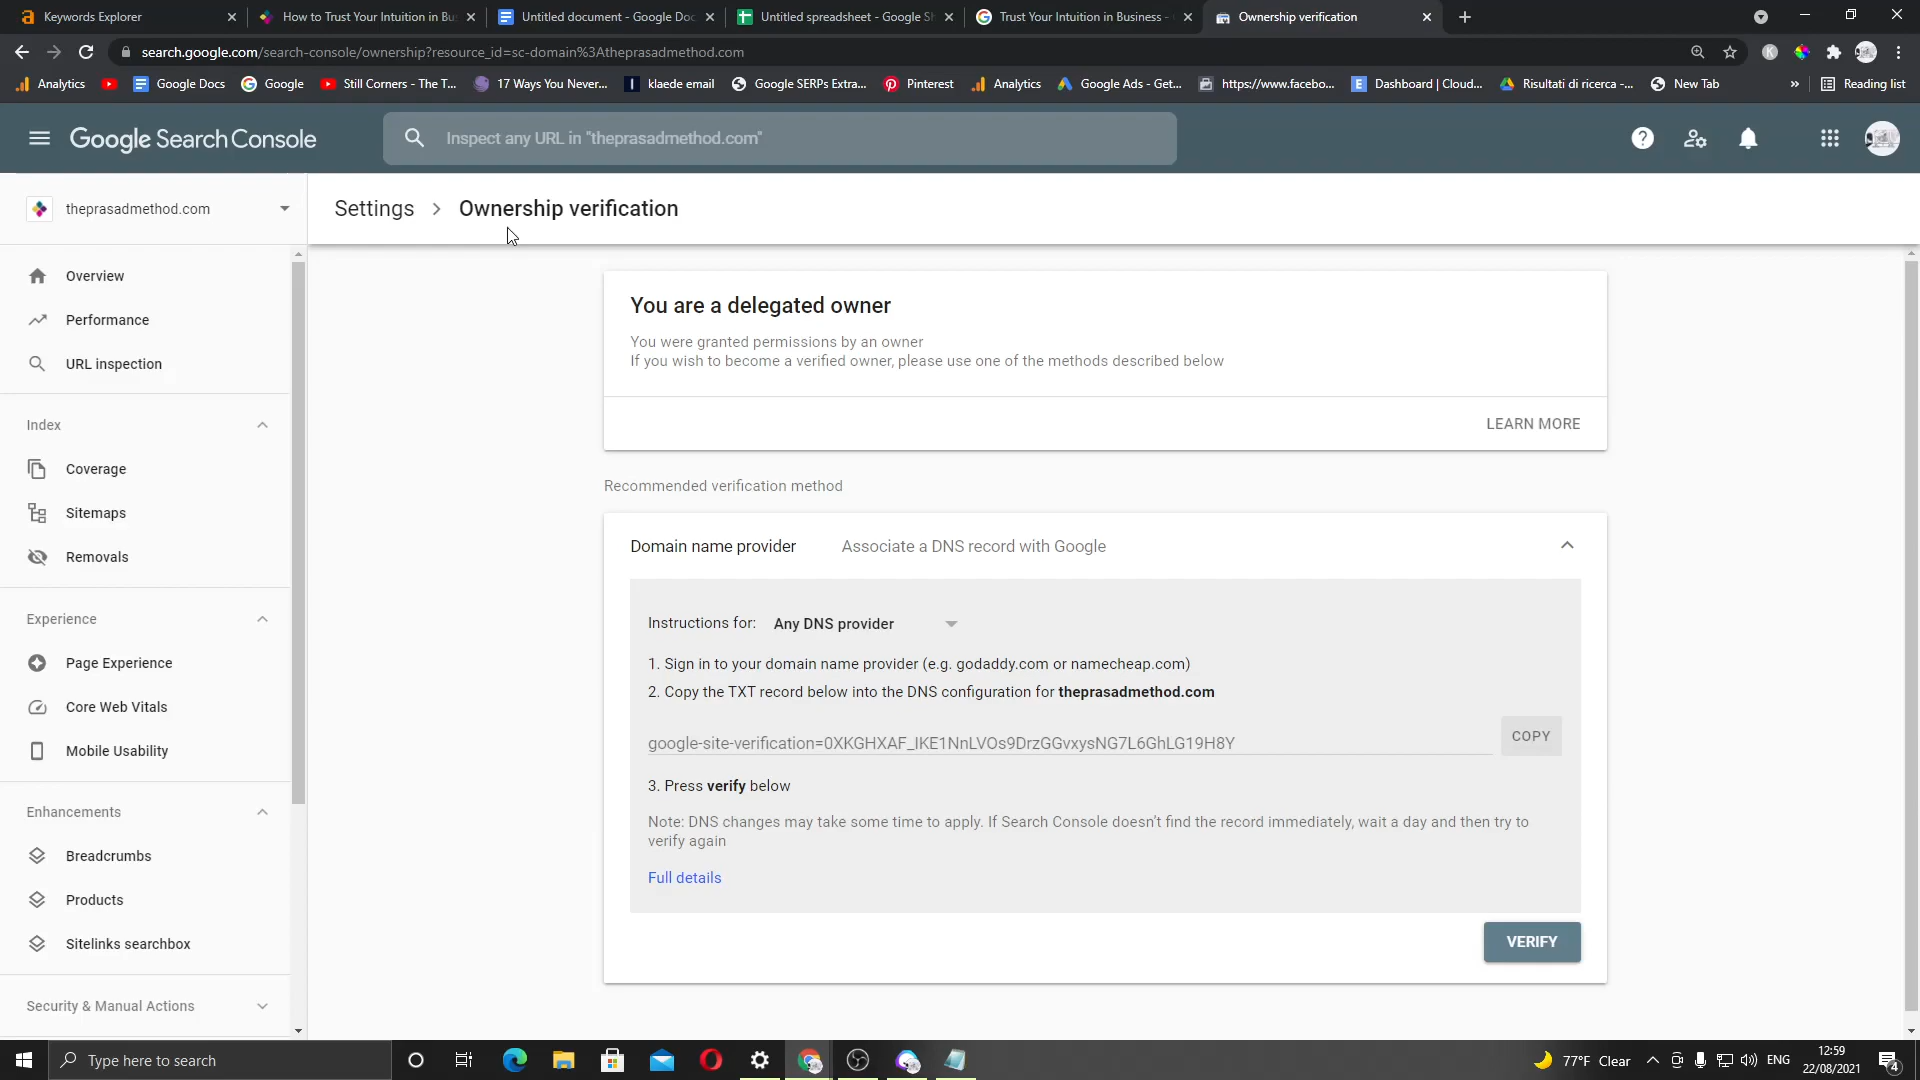 Keywords Explorer
How to Trust Your Intuition in Bu
Untitled document - Google Doc
Untitled spreadsheet - Google Sh
Trust Your Intuition in Business -
Ownership verification
search.google.com/search-console/ownership?resource_id=sc-domain%3Atheprasadmethod.com
Analytics
Google Docs
Google
Still Corners - The T...
17 Ways You Never...
klaede email
Google SERPs Extra...
Pinterest
Analytics
Google Ads - Get...
https://www.facebo...
Dashboard | Cloud...
Risultati di ricerca -...
New Tab
»
Reading list
Google Search Console
Inspect any URL in "theprasadmethod.com"
theprasadmethod.com
Settings > Ownership verification
Overview
Performance
URL inspection
Index
Coverage
Sitemaps
Removals
Experience
Page Experience
Core Web Vitals
Mobile Usability
Enhancements
Breadcrumbs
Products
Sitelinks searchbox
Security & Manual Actions
You are a delegated owner
You were granted permissions by an owner
If you wish to become a verified owner, please use one of the methods described below
LEARN MORE
Recommended verification method
Domain name provider
Associate a DNS record with Google
Instructions for: Any DNS provider
1. Sign in to your domain name provider (e.g. godaddy.com or namecheap.com)
2. Copy the TXT record below into the DNS configuration for theprasadmethod.com
google-site-verification=0XKGHXAF_IKE1NnLVOs9DrzGGvxysNG7L6GhLG19H8Y
COPY
3. Press verify below
Note: DNS changes may take some time to apply. If Search Console doesn't find the record immediately, wait a day and then try to
verify again
Full details
VERIFY
Type here to search
77°F Clear
ENG
12:59
22/08/2021
4